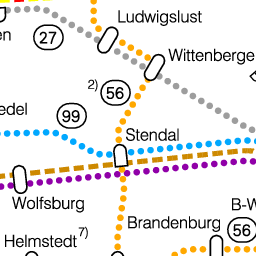 Ludwigslust
en
27
Wittenberge
2)
56
edel
99
Stendal
Wolfsburg
B-W
Brandenburg
56
Helmstedt 7)